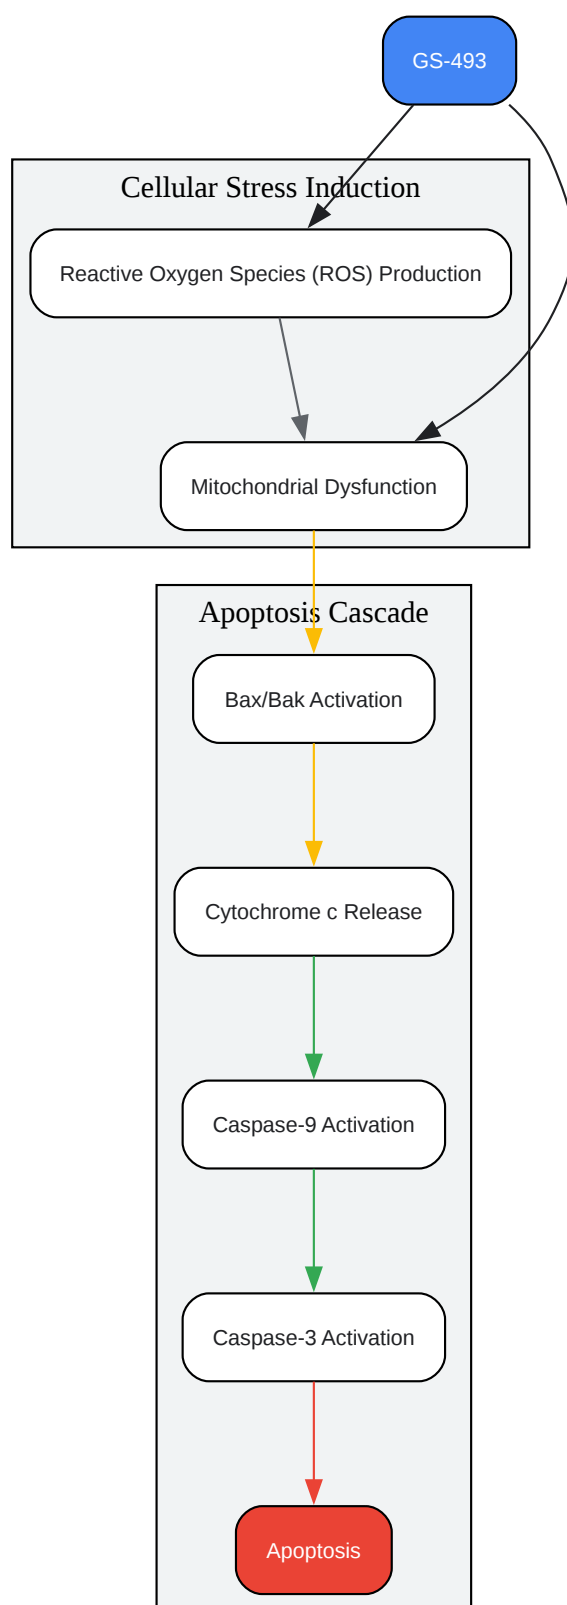 GS-493
Cellular Stress Induction
Reactive Oxygen Species (ROS) Production
Mitochondrial Dysfunction
Apoptosis Cascade
Bax/Bak Activation
Cytochrome c Release
Caspase-9 Activation
Caspase-3 Activation
Apoptosis